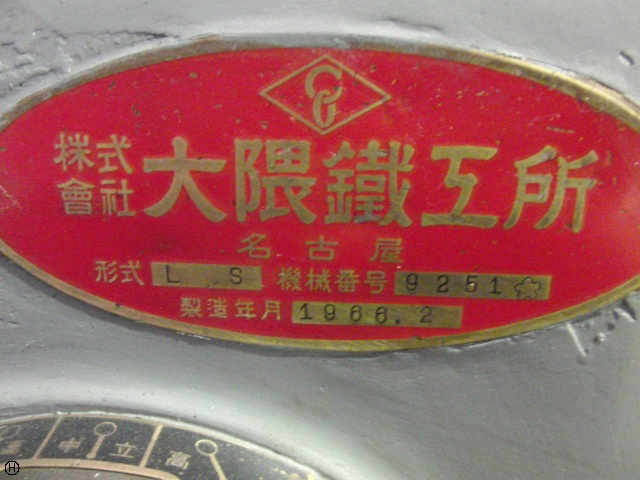 株式會社 大隈鐵工所
名古屋
形式 L S 機械番号 9251
製造年月 1966.2
中立 高
H